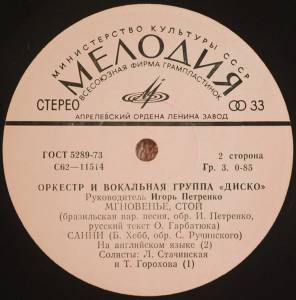 МИНИСТЕРСТВО КУЛЬТУРЫ СССР
МЕЛОДИЯ
ВСЕСОЮЗНАЯ ФИРМА ГРАМПЛАСТИНОК
СТЕРЕО 33
АПРЕЛЕВСКИЙ ОРДЕНА ЛЕНИНА ЗАВОД
ГОСТ 5289-73 2 сторона
С62—11514 Гр. 3. 0-85
ОРКЕСТР И ВОКАЛЬНАЯ ГРУППА «ДИСКО»
Руководитель Игорь Петренко
МГНОВЕНЬЕ, СТОЙ
(бразильская нар. песня, обр. И. Петренко,
русский текст О. Гарбатюка)
САННИ (Б. Хебб, обр. С. Ручинского)
На английском языке (2)
Солисты: Л. Стачинская
и Т. Горохова (1)